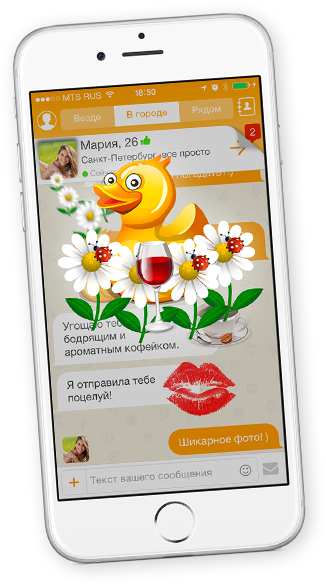 MTS RUS 18:50
Везде В городе Рядом
Мария, 26
2
Санкт-Петербург, все просто
Угощаю тебя
бодрящим и
ароматным кофейком.
Я отправила тебе
поцелуй!
Шикарное фото! )
Текст вашего сообщения